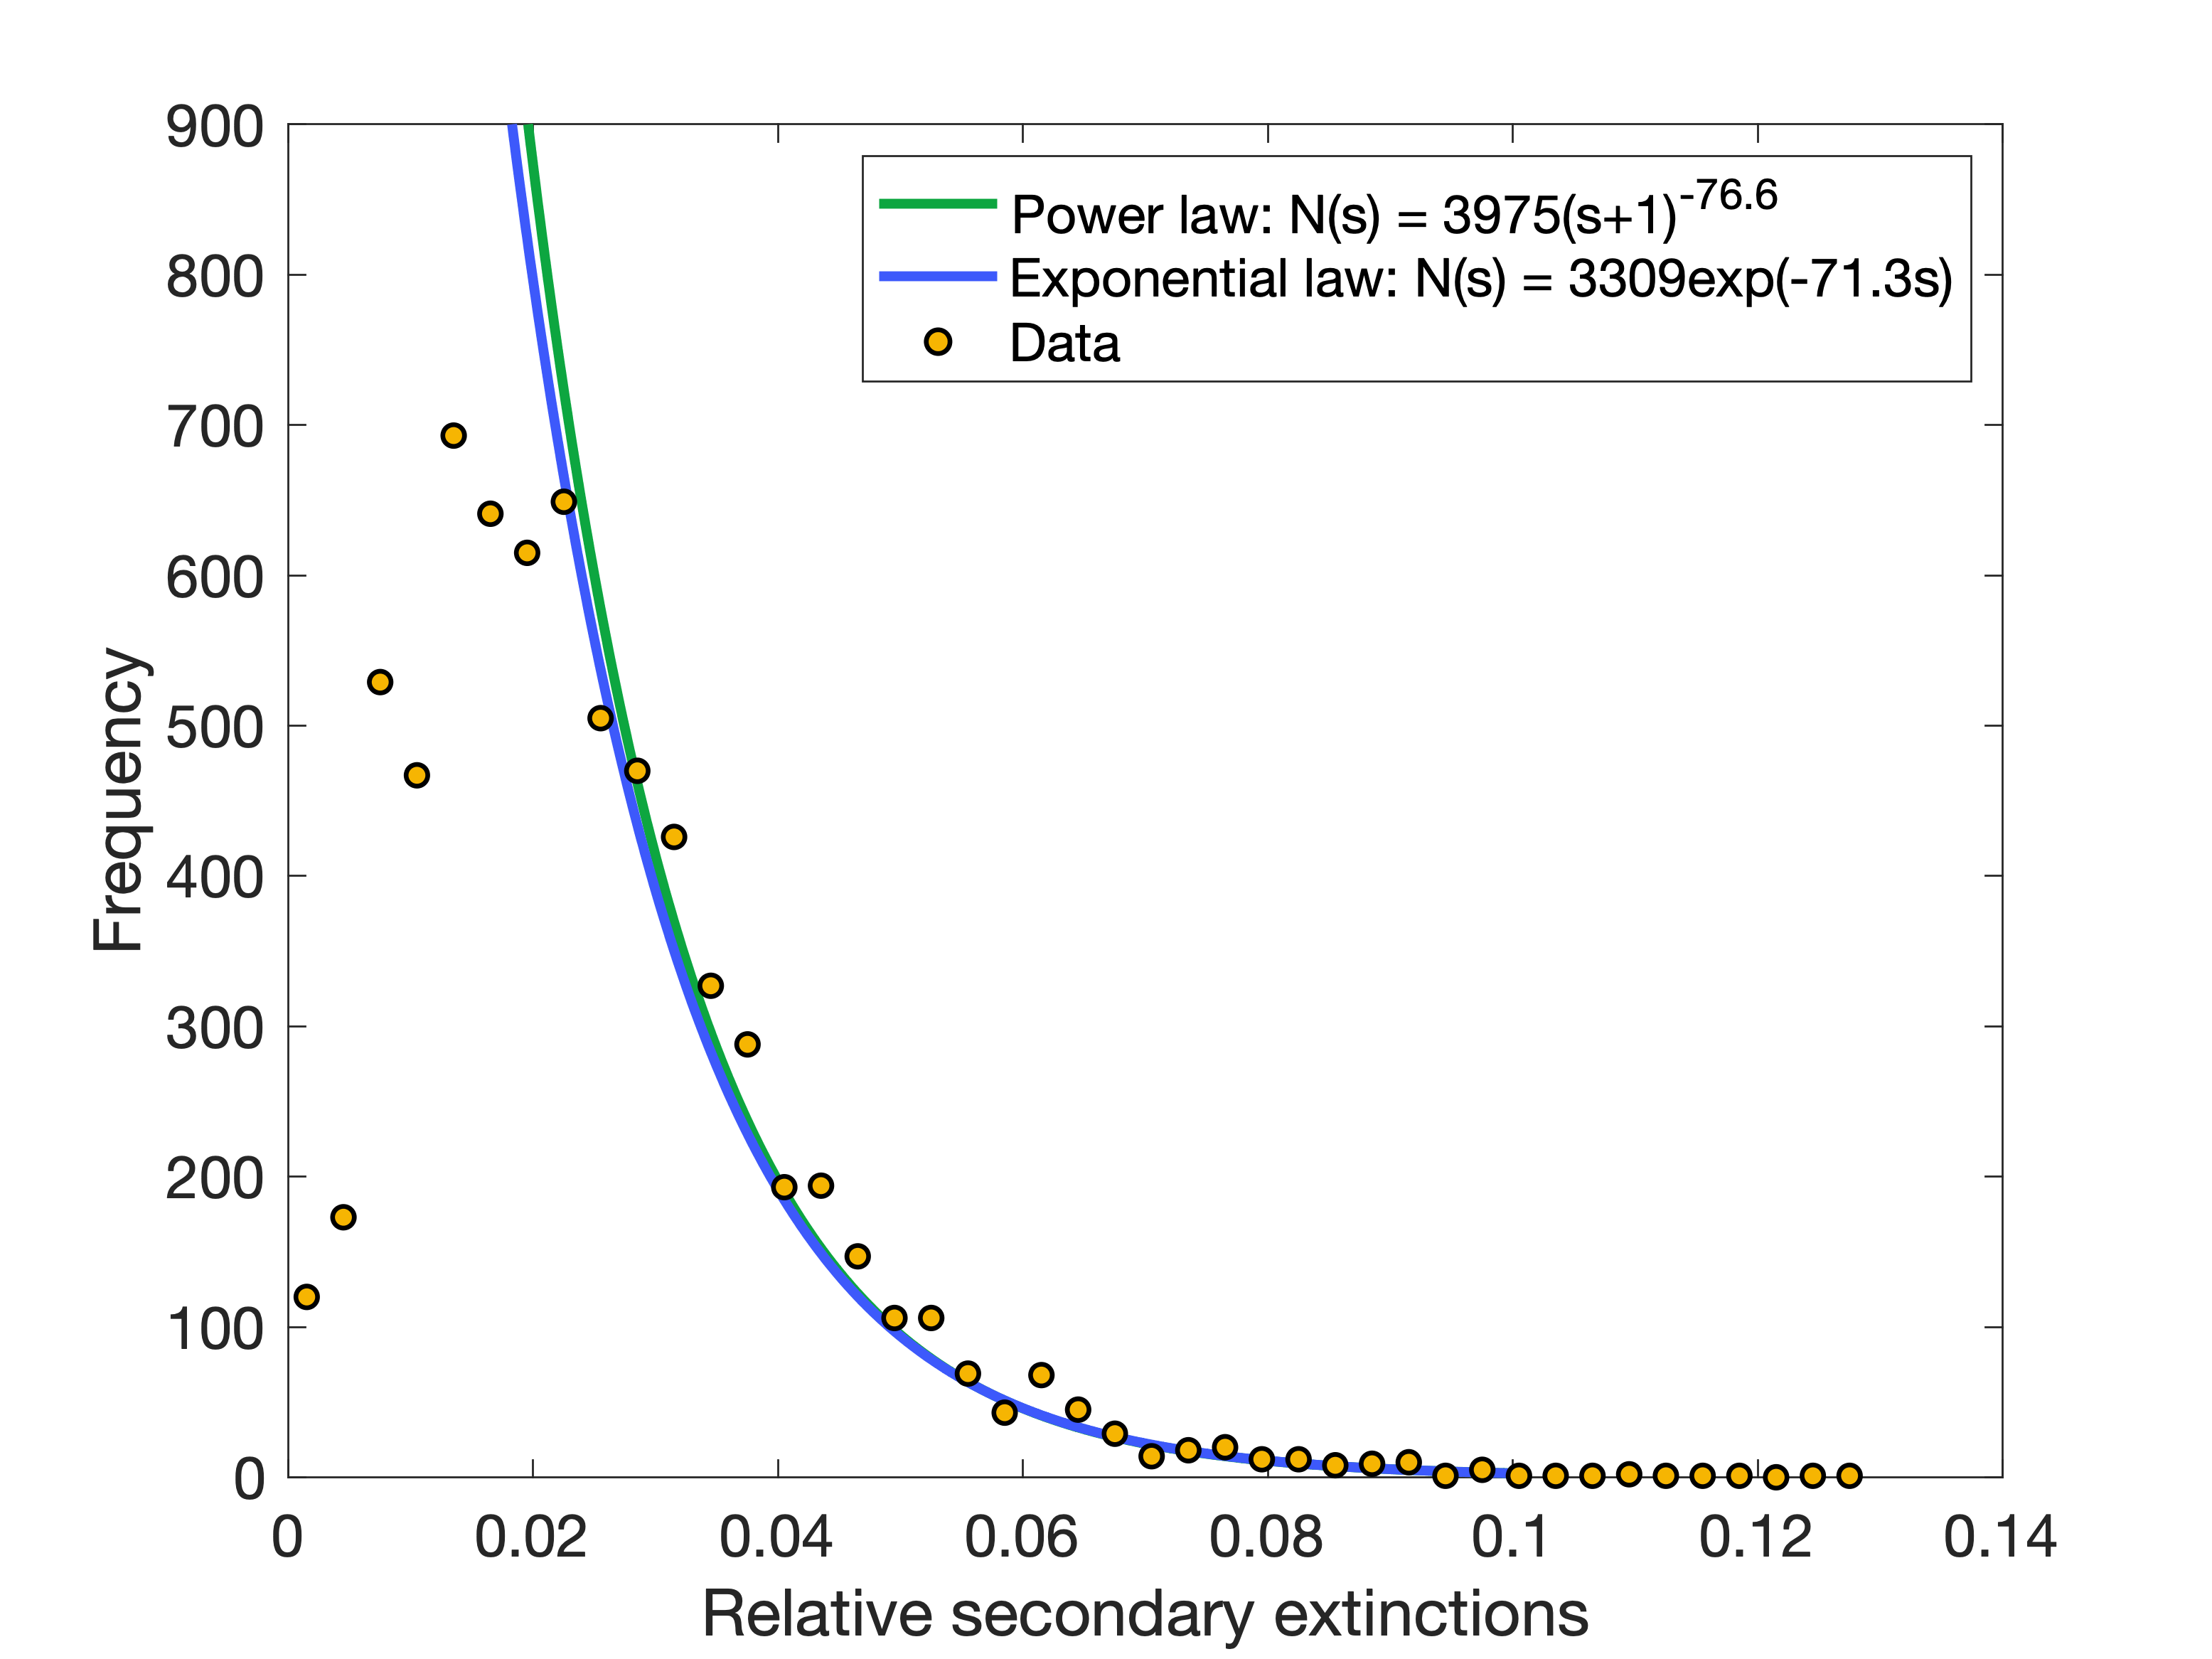 900
800
700
600
500
400
300
200
100
0
Frequency
Power law: N(s) = 3975(s+1)^-76.6
Exponential law: N(s) = 3309exp(-71.3s)
Data
0 0.02 0.04 0.06 0.08 0.1 0.12 0.14
Relative secondary extinctions